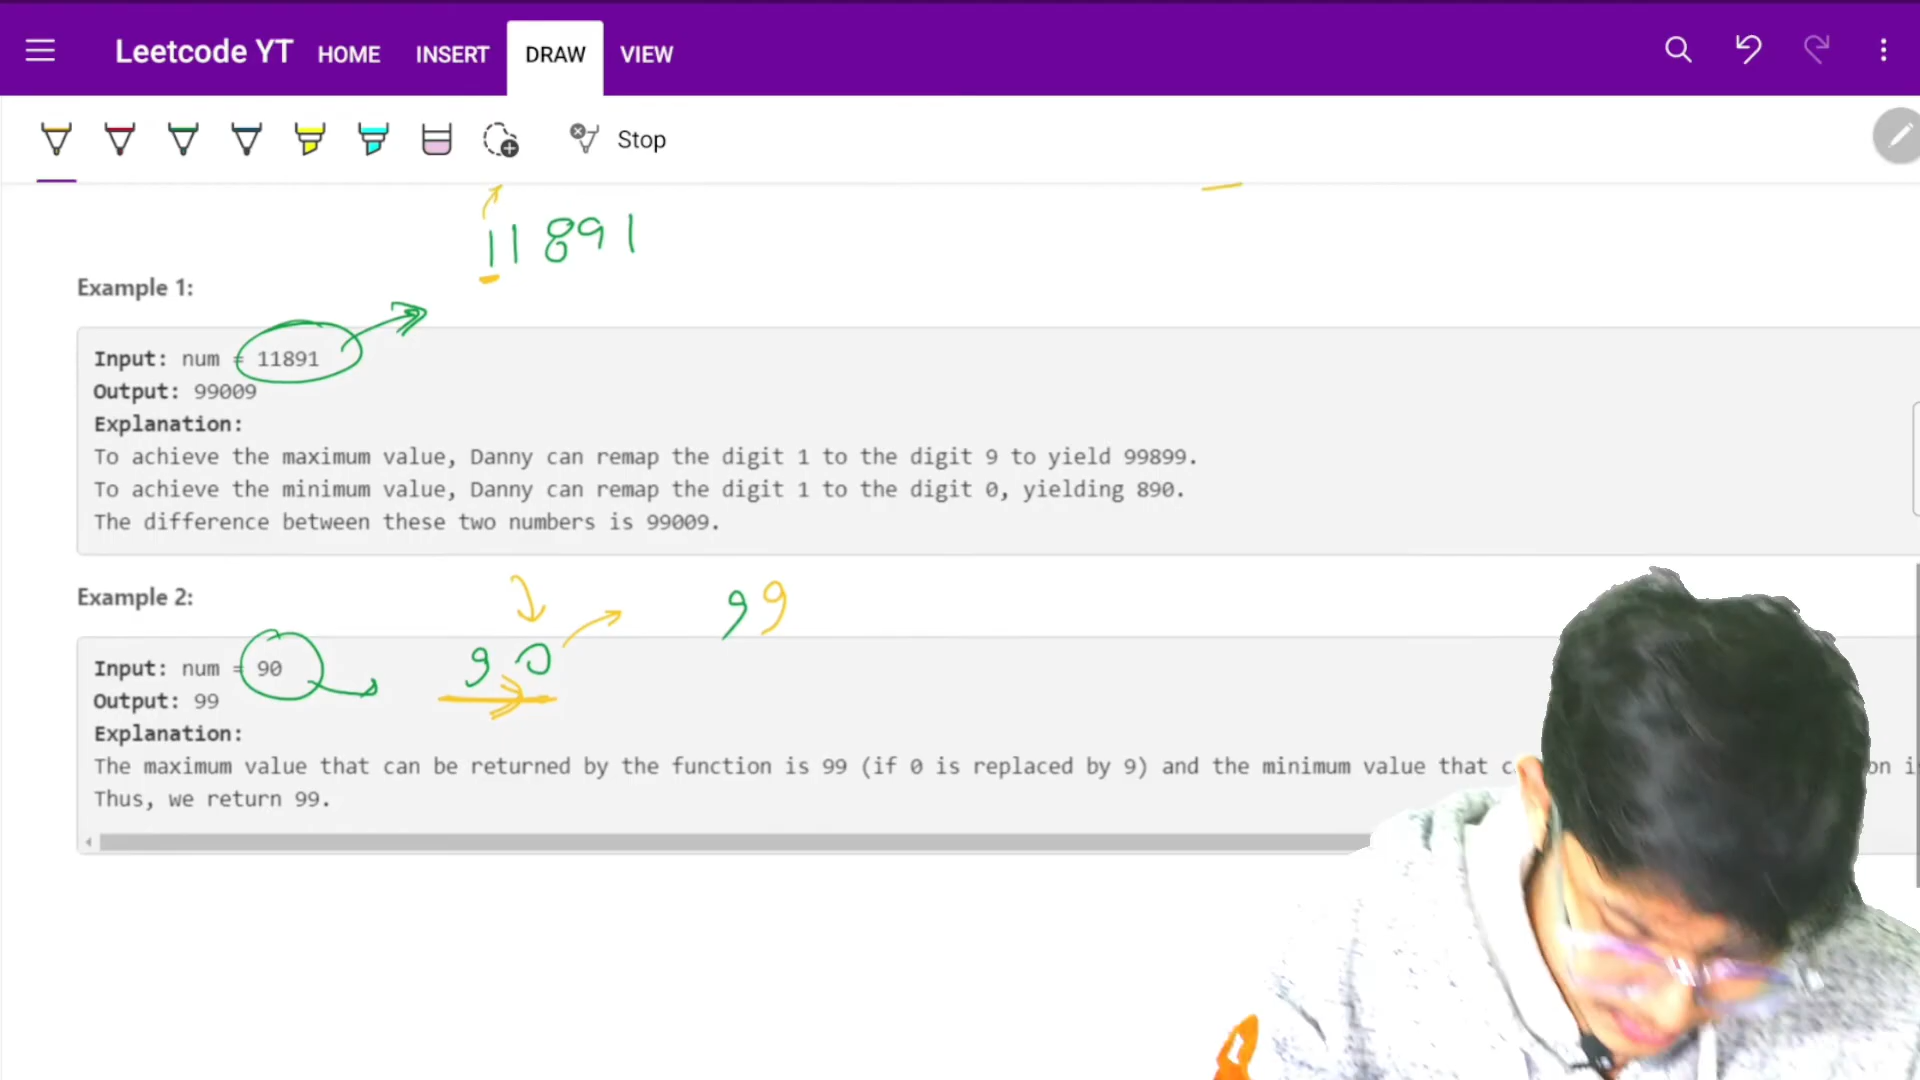 Leetcode YT HOME INSERT DRAW VIEW
Stop
11891
Example 1:
Input: num = 11891
Output: 99009
Explanation:
To achieve the maximum value, Danny can remap the digit 1 to the digit 9 to yield 99899.
To achieve the minimum value, Danny can remap the digit 1 to the digit 0, yielding 890.
The difference between these two numbers is 99009.
Example 2:
99
Input: num = 90
90
Output: 99
Explanation:
The maximum value that can be returned by the function is 99 (if 0 is replaced by 9) and the minimum value that
Thus, we return 99.